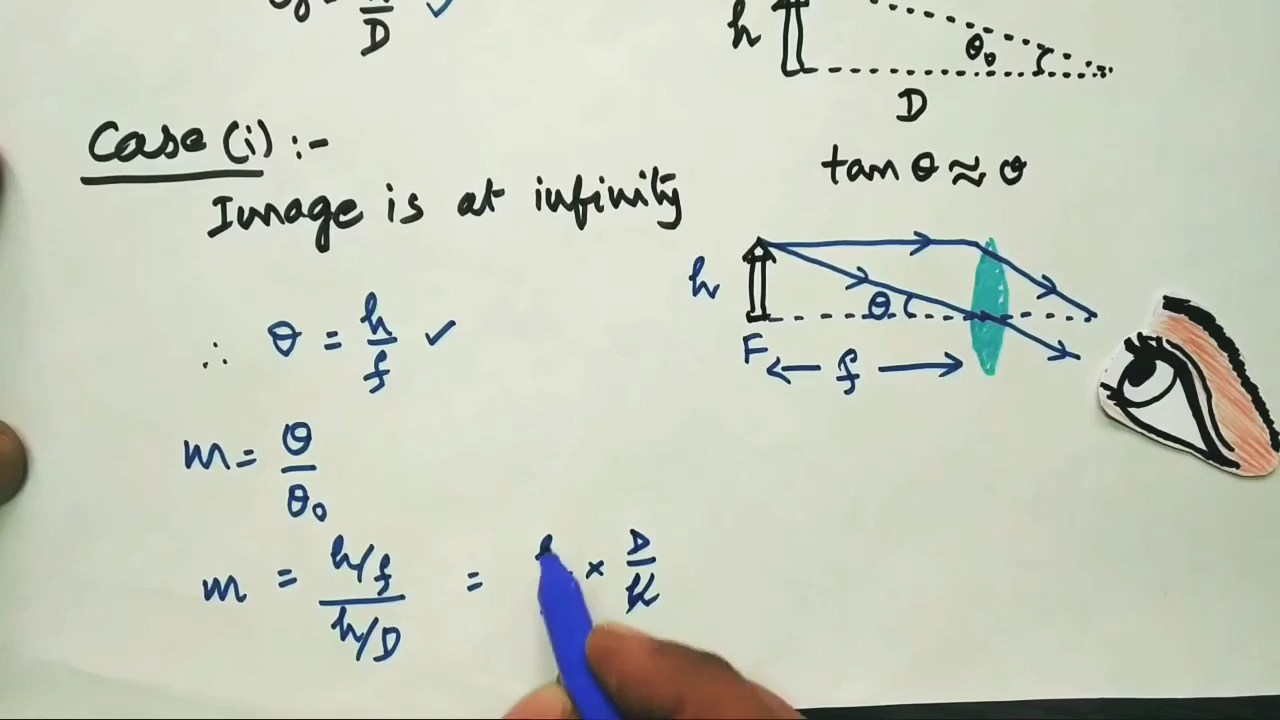 D
h
θ₀
D
Case (i) :-
tan θ ≈ θ
Image is at infinity
h
θ
F
f
∴ θ = h/f ✓
m = θ/θ₀
m = (h/f)/(h/D) = × D/h